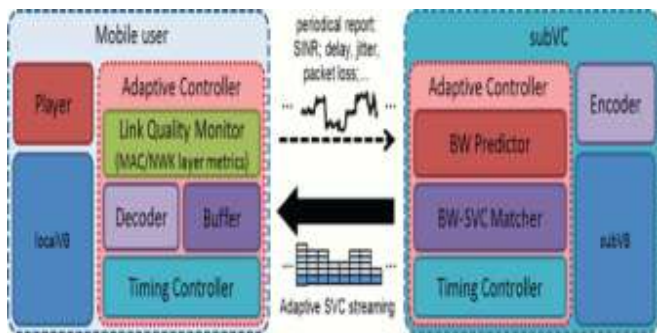 Mobile user
Player
localVB
Adaptive Controller
Link Quality Monitor
(MAC/NWK layer metrics)
Decoder
Buffer
Timing Controller
periodical report:
SINR; delay, jitter,
packet loss;...
...
...
...
...
Adaptive SVC streaming
subVC
Adaptive Controller
BW Predictor
BW-SVC Matcher
Timing Controller
Encoder
subVB